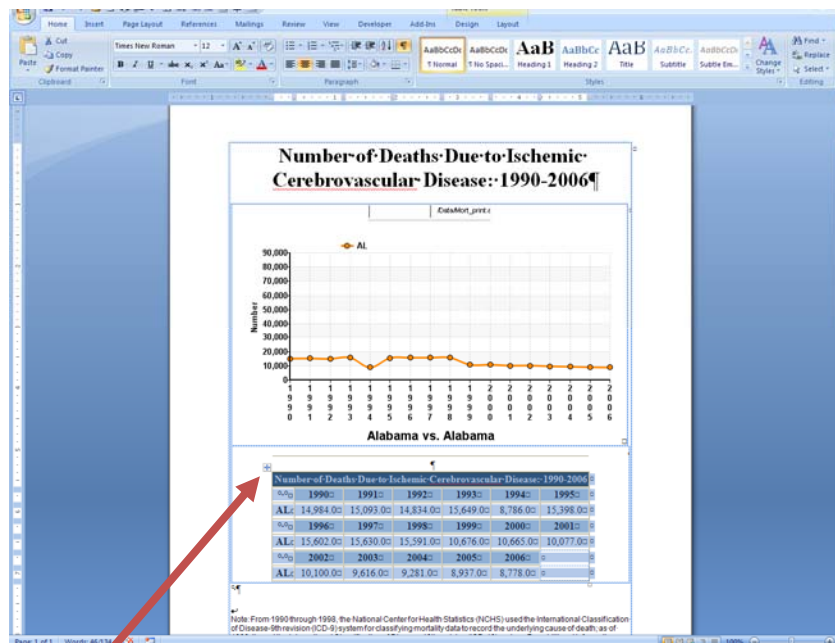 Home Insert Page Layout References Mailings Review View Developer Add-Ins Design Layout
Paste
Cut
Copy
Format Painter
Clipboard
Times New Roman 12
Font
Paragraph
AaBbCcDc AaBbCcDc AaB AaBbCc AaB AaBbCc. AaBbCcDc
¶ Normal ¶ No Spaci... Heading 1 Heading 2 Title Subtitle Subtle Em...
Change Styles
Styles
Find
Replace
Select
Editing
Number·of·Deaths·Due·to·Ischemic·
Cerebrovascular·Disease:·1990-2006¶
/Data/Mort_print.c
AL
90,000
80,000
70,000
60,000
50,000
40,000
30,000
20,000
10,000
0
Number
1990 1991 1992 1993 1994 1995 1996 1997 1998 1999 2000 2001 2002 2003 2004 2005 2006
Alabama vs. Alabama
¶
Number·of·Deaths·Due·to·Ischemic·Cerebrovascular·Disease:·1990-2006
1990¤ 1991¤ 1992¤ 1993¤ 1994¤ 1995¤
AL¤ 14,984.0¤ 15,093.0¤ 14,834.0¤ 15,649.0¤ 8,786.0¤ 15,398.0¤
1996¤ 1997¤ 1998¤ 1999¤ 2000¤ 2001¤
AL¤ 15,602.0¤ 15,630.0¤ 15,591.0¤ 10,676.0¤ 10,665.0¤ 10,077.0¤
2002¤ 2003¤ 2004¤ 2005¤ 2006¤ ¤
AL¤ 10,100.0¤ 9,616.0¤ 9,281.0¤ 8,937.0¤ 8,778.0¤ ¤
¶
Note: From 1990 through 1998, the National Center for Health Statistics (NCHS) used the International Classification
of Disease-9th revision (ICD-9) system for classifying mortality data to record the underlying cause of death; as of
Page: 1 of 1 Words: 46/124
100%